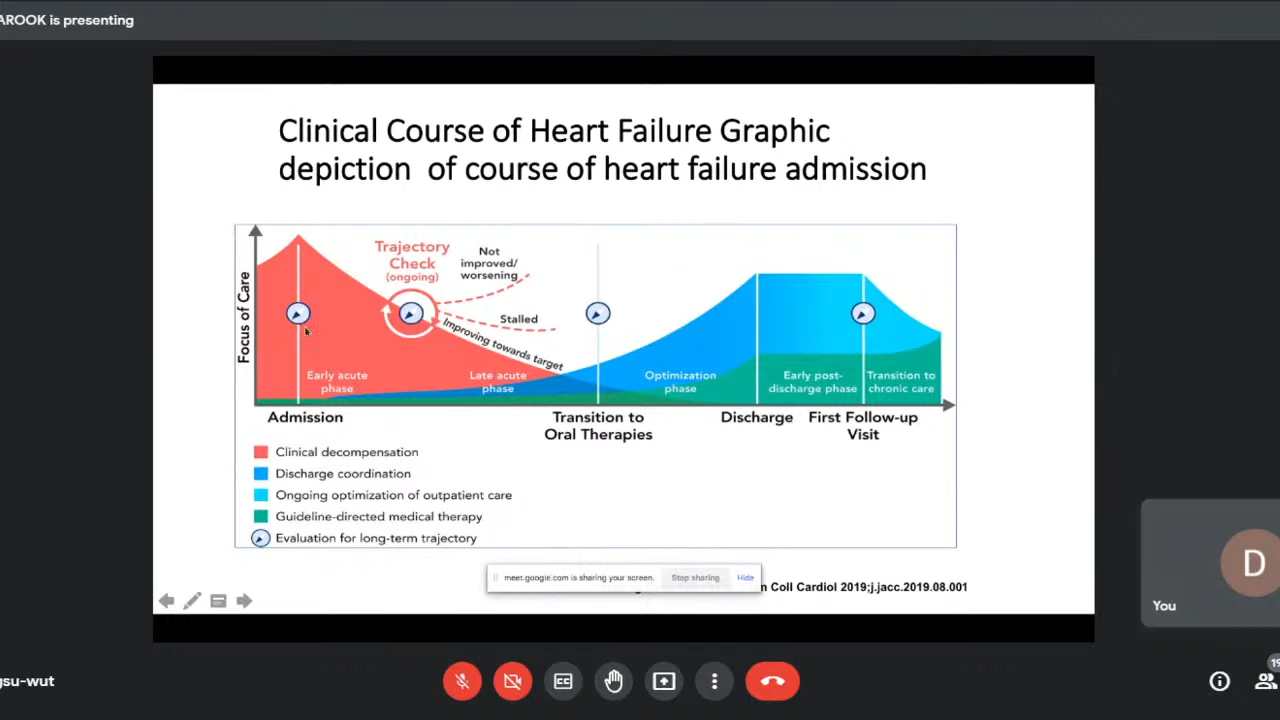 AROOK is presenting
Clinical Course of Heart Failure Graphic
depiction of course of heart failure admission
Focus of Care
Trajectory
Check
(ongoing)
Not
improved/
worsening
Stalled
Improving towards target
Early acute
phase
Late acute
phase
Optimization
phase
Early post-
discharge phase
Transition to
chronic care
Admission
Transition to
Oral Therapies
Discharge
First Follow-up
Visit
Clinical decompensation
Discharge coordination
Ongoing optimization of outpatient care
Guideline-directed medical therapy
Evaluation for long-term trajectory
meet.google.com is sharing your screen.
Stop sharing
Hide
n Coll Cardiol 2019;j.jacc.2019.08.001
D
You
gsu-wut
CC
19